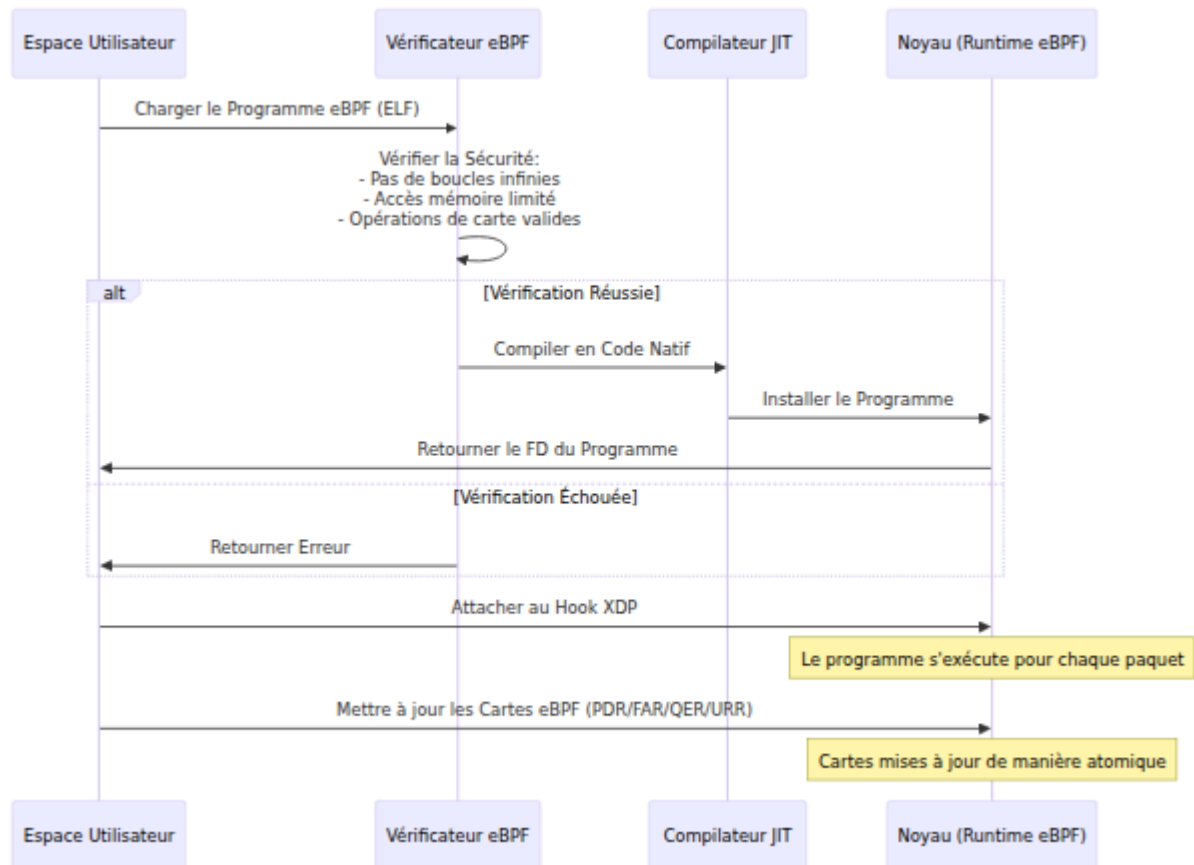 Espace Utilisateur
Vérificateur eBPF
Compilateur JIT
Noyau (Runtime eBPF)
Charger le Programme eBPF (ELF)
Vérifier la Sécurité:
- Pas de boucles infinies
- Accès mémoire limité
- Opérations de carte valides
alt
[Vérification Réussie]
Compiler en Code Natif
Installer le Programme
Retourner le FD du Programme
[Vérification Échouée]
Retourner Erreur
Attacher au Hook XDP
Le programme s'exécute pour chaque paquet
Mettre à jour les Cartes eBPF (PDR/FAR/QER/URR)
Cartes mises à jour de manière atomique
Espace Utilisateur
Vérificateur eBPF
Compilateur JIT
Noyau (Runtime eBPF)